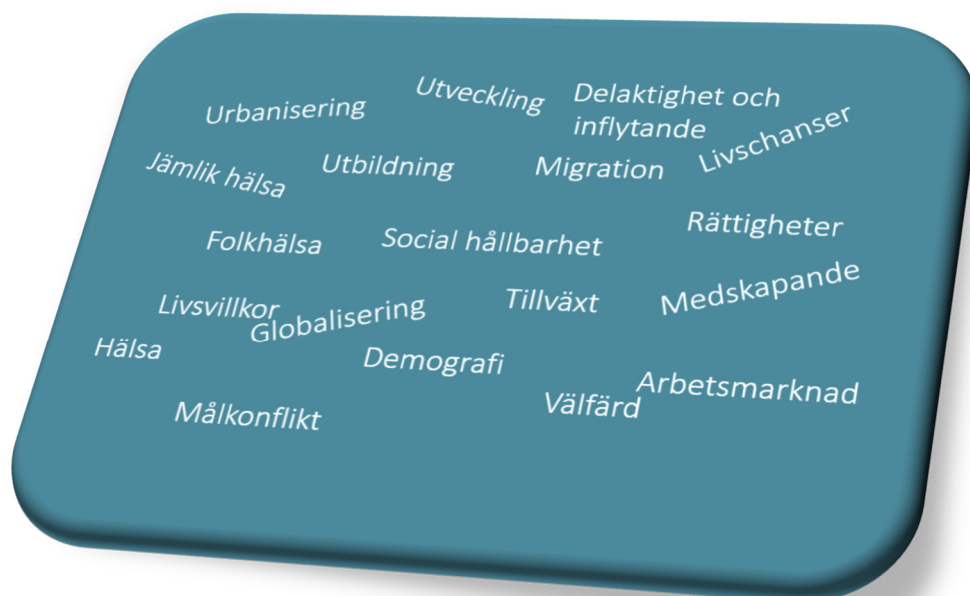 Utveckling
Delaktighet och
inflytande
Urbanisering
Livschanser
Jämlik hälsa
Utbildning
Migration
Rättigheter
Folkhälsa
Social hållbarhet
Medskapande
Livsvillkor
Globalisering
Tillväxt
Hälsa
Demografi
Arbetsmarknad
Målkonflikt
Välfärd